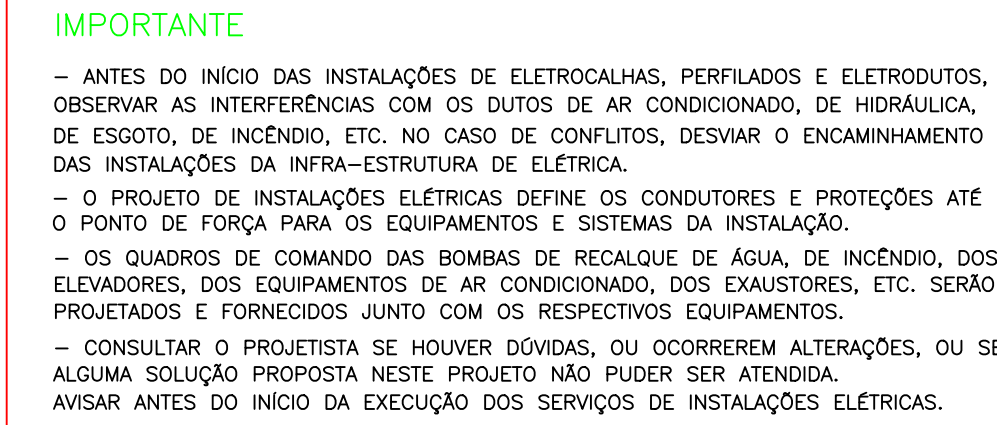 IMPORTANTE
– ANTES DO INÍCIO DAS INSTALAÇÕES DE ELETROCALHAS, PERFILADOS E ELETRODUTOS,
OBSERVAR AS INTERFERÊNCIAS COM OS DUTOS DE AR CONDICIONADO, DE HIDRÁULICA,
DE ESGOTO, DE INCÊNDIO, ETC. NO CASO DE CONFLITOS, DESVIAR O ENCAMINHAMENTO
DAS INSTALAÇÕES DA INFRA–ESTRUTURA DE ELÉTRICA.
– O PROJETO DE INSTALAÇÕES ELÉTRICAS DEFINE OS CONDUTORES E PROTEÇÕES ATÉ
O PONTO DE FORÇA PARA OS EQUIPAMENTOS E SISTEMAS DA INSTALAÇÃO.
– OS QUADROS DE COMANDO DAS BOMBAS DE RECALQUE DE ÁGUA, DE INCÊNDIO, DOS
ELEVADORES, DOS EQUIPAMENTOS DE AR CONDICIONADO, DOS EXAUSTORES, ETC. SERÃO
PROJETADOS E FORNECIDOS JUNTO COM OS RESPECTIVOS EQUIPAMENTOS.
– CONSULTAR O PROJETISTA SE HOUVER DÚVIDAS, OU OCORREREM ALTERAÇÕES, OU SE
ALGUMA SOLUÇÃO PROPOSTA NESTE PROJETO NÃO PUDER SER ATENDIDA.
AVISAR ANTES DO INÍCIO DA EXECUÇÃO DOS SERVIÇOS DE INSTALAÇÕES ELÉTRICAS.